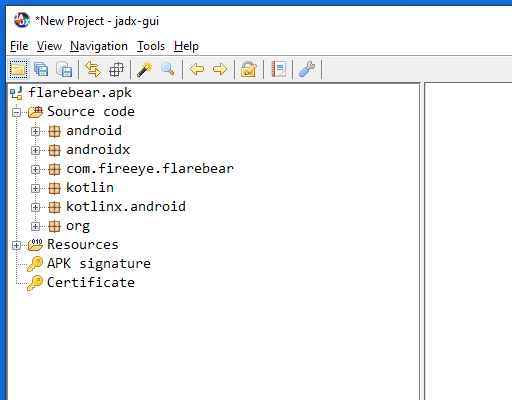 *New Project - jadx-gui
File View Navigation Tools Help
flarebear.apk
Source code
android
androidx
com.fireeye.flarebear
kotlin
kotlinx.android
org
010
Resources
APK signature
Certificate